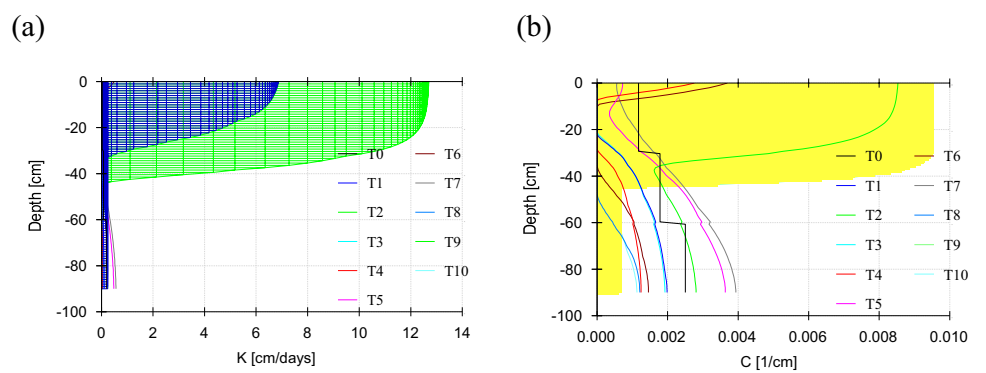 (a)
(b)
0
-20
-40
-60
-80
-100
Depth [cm]
0 2 4 6 8 10 12 14
K [cm/days]
T0 T6
T1 T7
T2 T8
T3 T9
T4 T10
T5
0
-20
-40
-60
-80
-100
Depth [cm]
0.000 0.002 0.004 0.006 0.008 0.010
C [1/cm]
T0 T6
T1 T7
T2 T8
T3 T9
T4 T10
T5